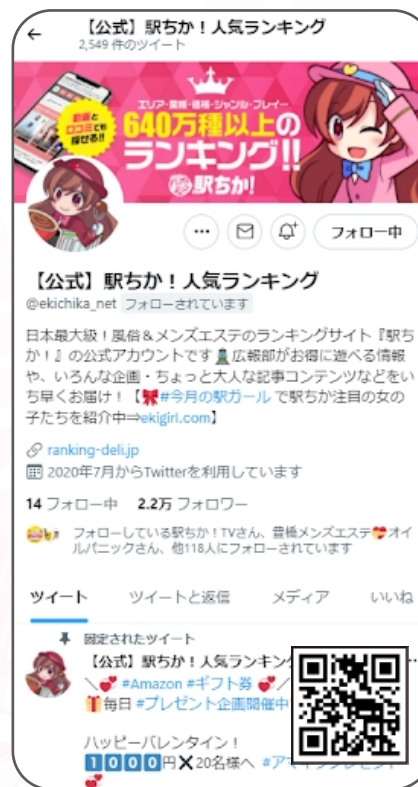 【公式】駅ちか!人気ランキング
2,549 件のツイート
動画と
口コミでも
探せる!!
エリア・業種・価格・ジャンル・プレイ…
640万種以上の
ランキング!!
駅ちか!
フォロー中
【公式】駅ちか!人気ランキング
@ekichika_net フォローされています
日本最大級!風俗&メンズエステのランキングサイト『駅ち
か!』の公式アカウントです 広報部がお得に遊べる情報
や、いろんな企画・ちょっと大人な記事コンテンツなどをい
ち早くお届け!【🎀#今月の駅ガール で駅ちか注目の女の
子たちを紹介中⇒ekigirl.com】
ranking-deli.jp
2020年7月からTwitterを利用しています
14 フォロー中 2.2万 フォロワー
フォローしている駅ちか!TVさん、豊橋メンズエステ💝オイ
ルパニックさん、他118人にフォローされています
ツイート ツイートと返信 メディア いいね
固定されたツイート
【公式】駅ちか!人気ランキン
\💕 #Amazon #ギフト券 💕/
🎁毎日 #プレゼント企画開催中
ハッピーバレンタイン!
1000円✖20名様へ